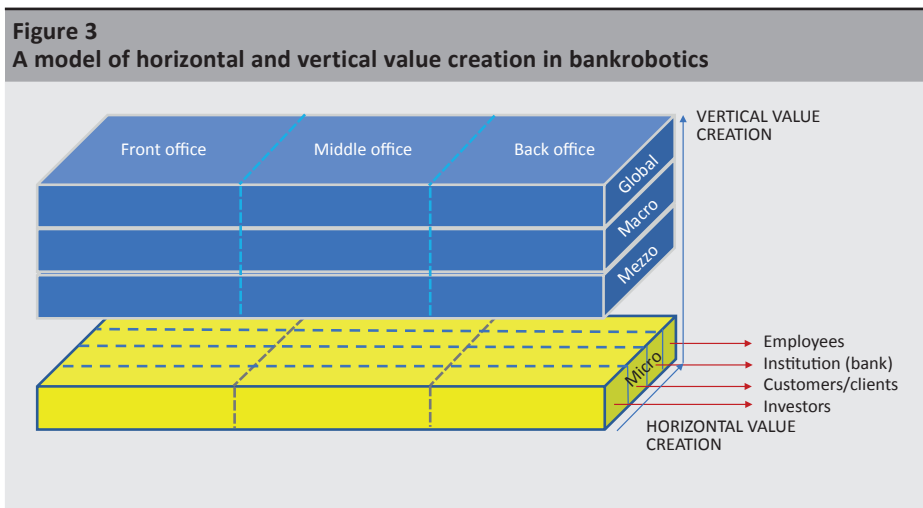 Figure 3
A model of horizontal and vertical value creation in bankrobotics
VERTICAL VALUE
CREATION
Front office
Middle office
Back office
Global
Macro
Mezzo
Micro
Employees
Institution (bank)
Customers/clients
Investors
HORIZONTAL VALUE
CREATION